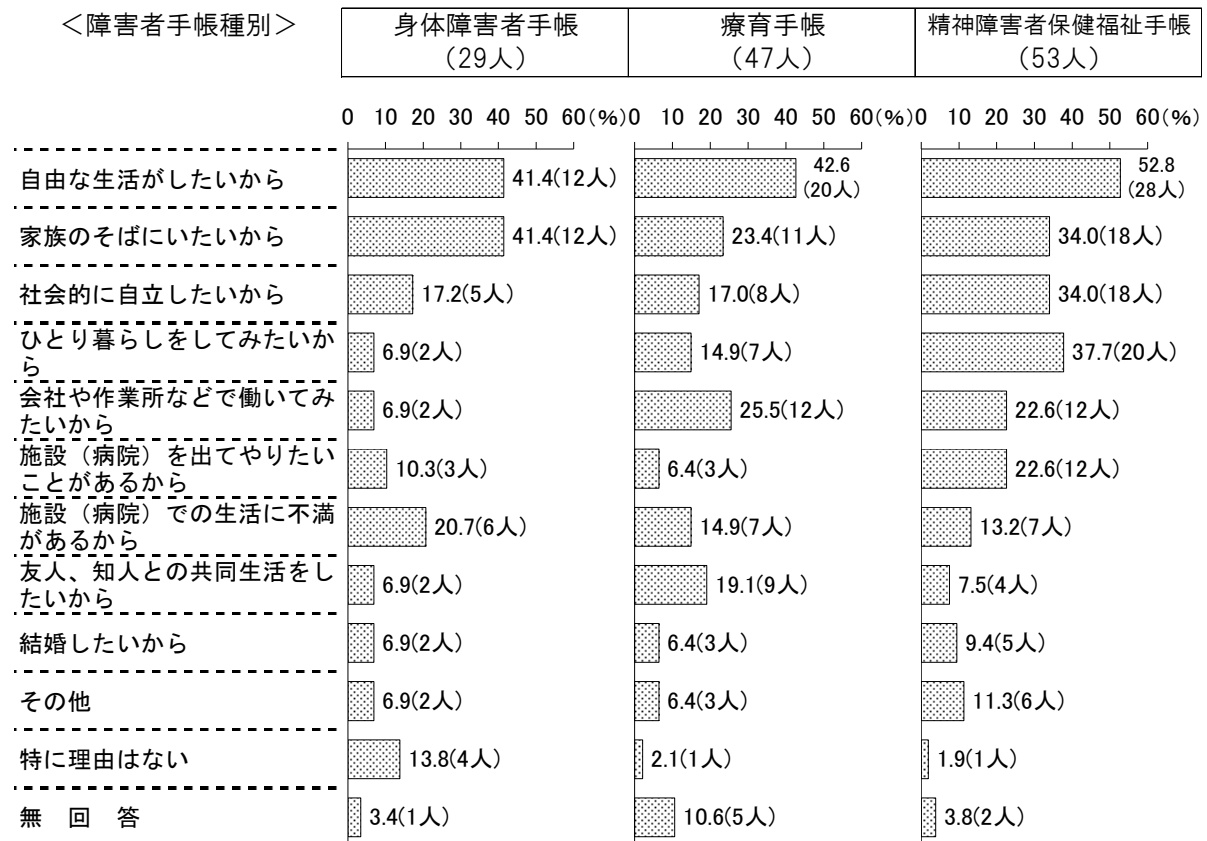 ＜障害者手帳種別＞
身体障害者手帳
（29人）
療育手帳
（47人）
精神障害者保健福祉手帳
（53人）
0 10 20 30 40 50 60(%)
0 10 20 30 40 50 60(%)
0 10 20 30 40 50 60(%)
自由な生活がしたいから
41.4(12人)
42.6
(20人)
52.8
(28人)
家族のそばにいたいから
41.4(12人)
23.4(11人)
34.0(18人)
社会的に自立したいから
17.2(5人)
17.0(8人)
34.0(18人)
ひとり暮らしをしてみたいか
ら
6.9(2人)
14.9(7人)
37.7(20人)
会社や作業所などで働いてみ
たいから
6.9(2人)
25.5(12人)
22.6(12人)
施設（病院）を出てやりたい
ことがあるから
10.3(3人)
6.4(3人)
22.6(12人)
施設（病院）での生活に不満
があるから
20.7(6人)
14.9(7人)
13.2(7人)
友人、知人との共同生活をし
たいから
6.9(2人)
19.1(9人)
7.5(4人)
結婚したいから
6.9(2人)
6.4(3人)
9.4(5人)
その他
6.9(2人)
6.4(3人)
11.3(6人)
特に理由はない
13.8(4人)
2.1(1人)
1.9(1人)
無　回　答
3.4(1人)
10.6(5人)
3.8(2人)